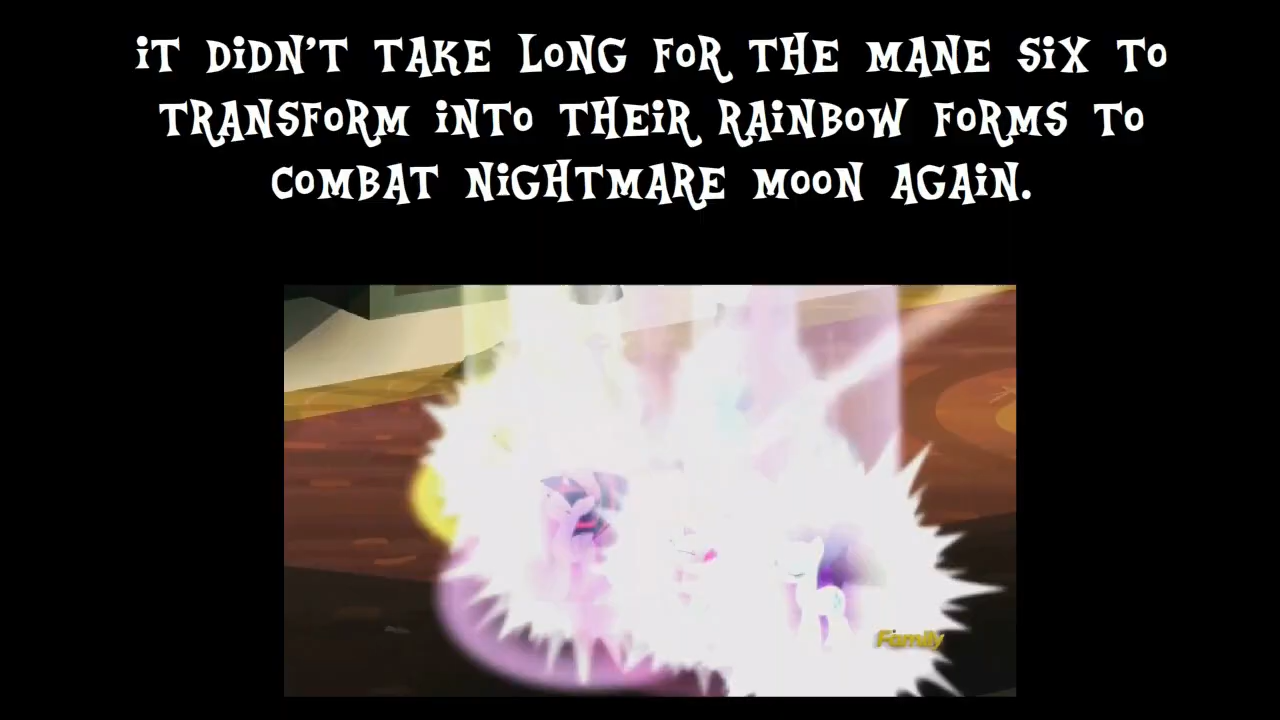 iT DiDN'T TAKE LONG FOR THE MANE SiX TO
TRANSFORM iNTO THEiR RAiNBOW FORMS TO
COMBAT NiGHTMARE MOON AGAiN.
Family